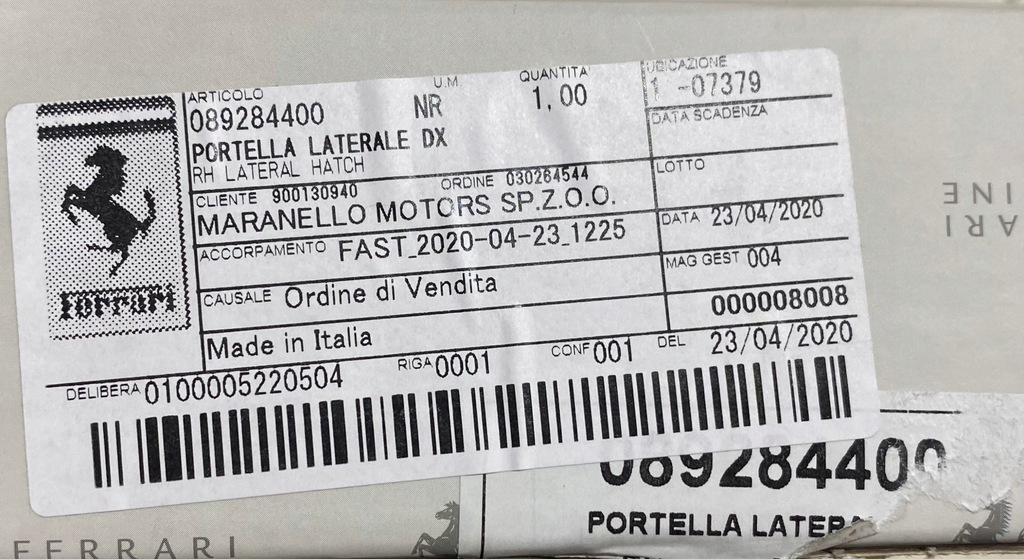 ARTICOLO U.M. QUANTITA' UBICAZIONE
089284400 NR 1,00 1 -07379
PORTELLA LATERALE DX DATA SCADENZA
RH LATERAL HATCH
CLIENTE 900130940 ORDINE 030264544 LOTTO
MARANELLO MOTORS SP.Z.O.O.
ACCORPAMENTO FAST_2020-04-23_1225 DATA 23/04/2020
CAUSALE Ordine di Vendita MAG GEST 004
Made in Italia 000008008
DELIBERA 0100005220504 RIGA 0001 CONF 001 DEL 23/04/2020
Ferrari
089284400
PORTELLA LATER
FERRARI